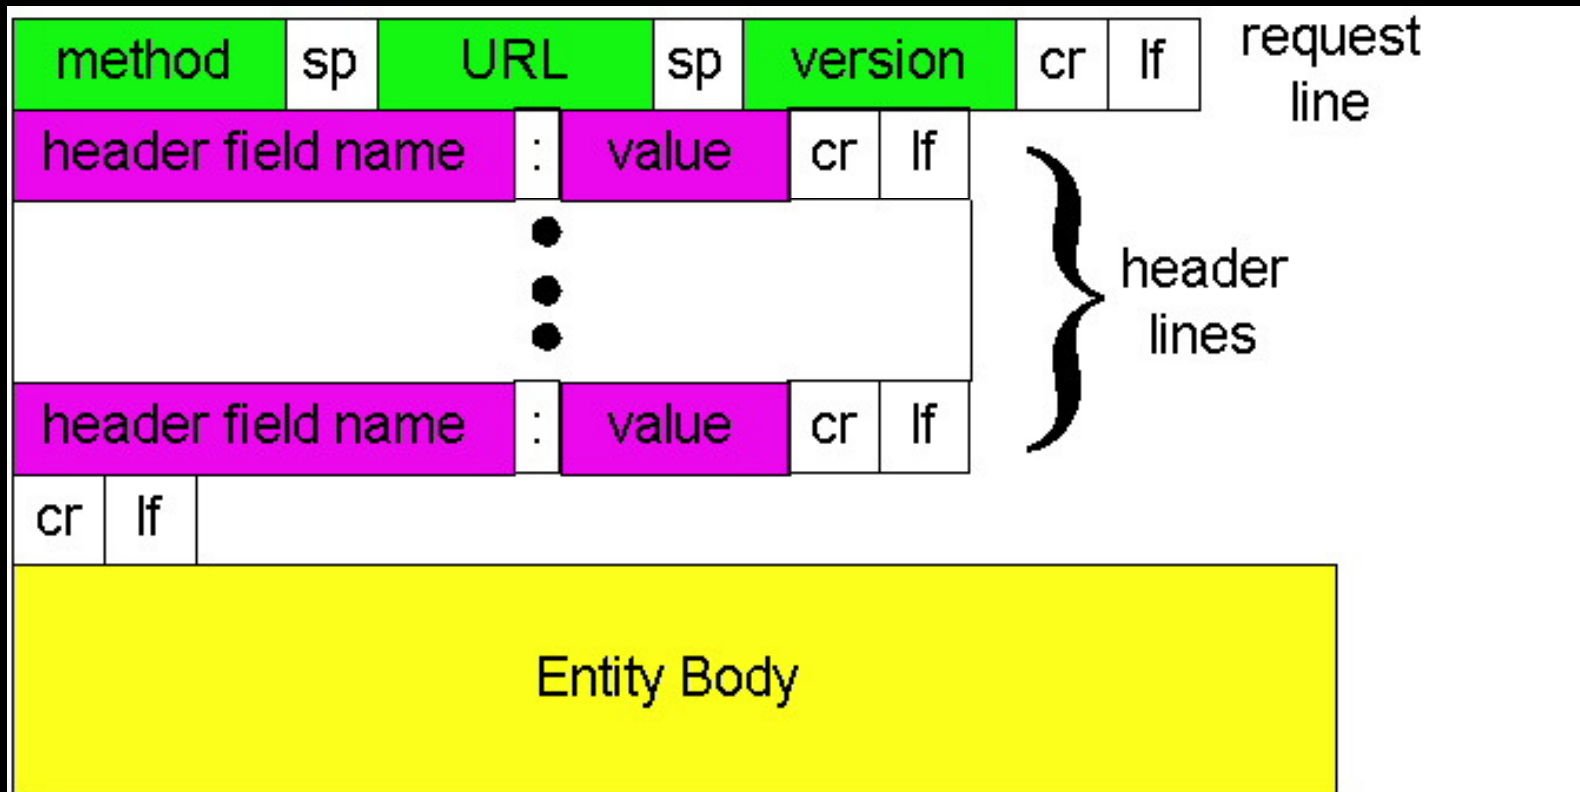 method sp URL sp version cr lf request line
header field name : value cr lf
header lines
header field name : value cr lf
cr lf
Entity Body